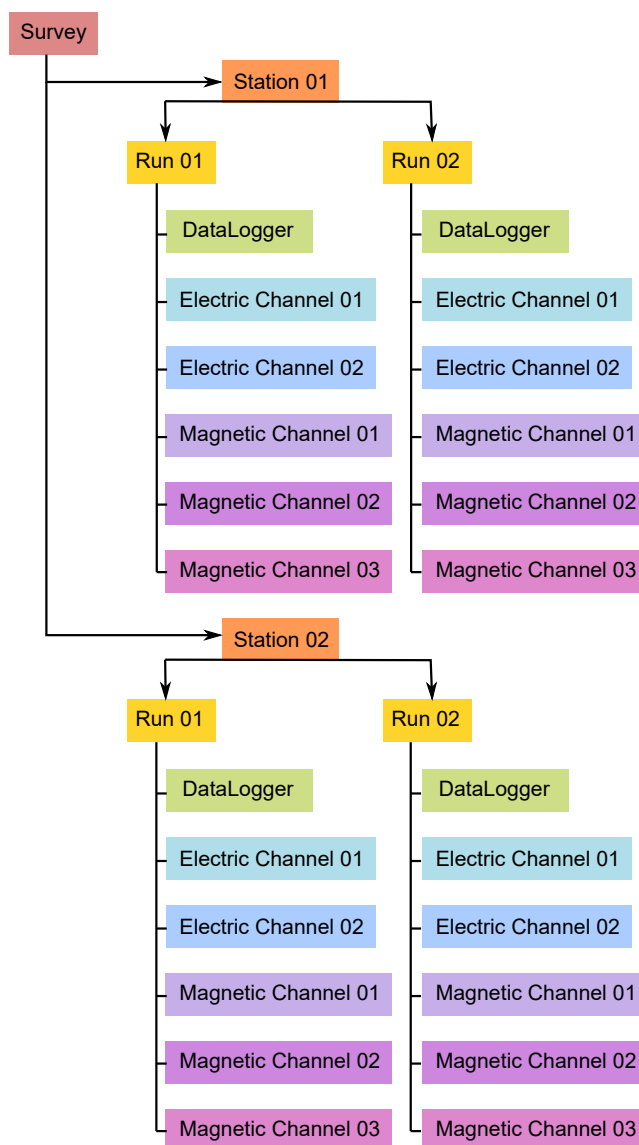 Survey
Station 01
Run 01
Run 02
DataLogger
DataLogger
Electric Channel 01
Electric Channel 01
Electric Channel 02
Electric Channel 02
Magnetic Channel 01
Magnetic Channel 01
Magnetic Channel 02
Magnetic Channel 02
Magnetic Channel 03
Magnetic Channel 03
Station 02
Run 01
Run 02
DataLogger
DataLogger
Electric Channel 01
Electric Channel 01
Electric Channel 02
Electric Channel 02
Magnetic Channel 01
Magnetic Channel 01
Magnetic Channel 02
Magnetic Channel 02
Magnetic Channel 03
Magnetic Channel 03